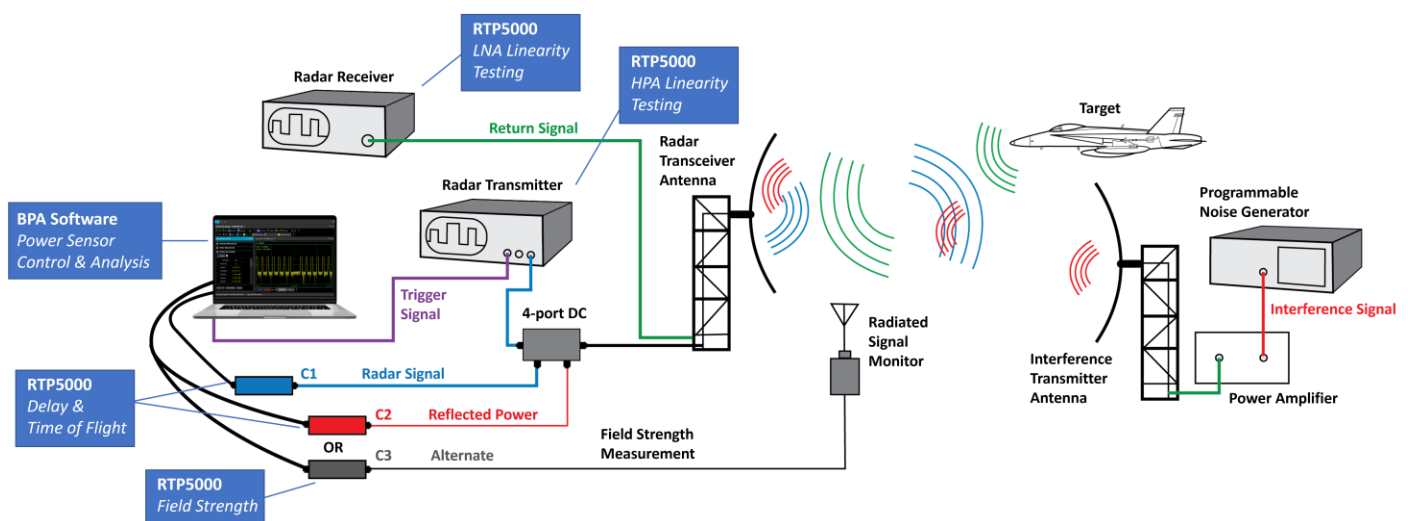 RTP5000
LNA Linearity
Testing
RTP5000
HPA Linearity
Testing
Radar Receiver
Return Signal
Radar
Transceiver
Antenna
Target
Radar Transmitter
Programmable
Noise Generator
BPA Software
Power Sensor
Control & Analysis
Trigger
Signal
4-port DC
Radiated
Signal
Monitor
Interference Signal
Interference
Transmitter
Antenna
Power Amplifier
RTP5000
Delay &
Time of Flight
C1
Radar Signal
C2
Reflected Power
OR
C3
Alternate
Field Strength
Measurement
RTP5000
Field Strength